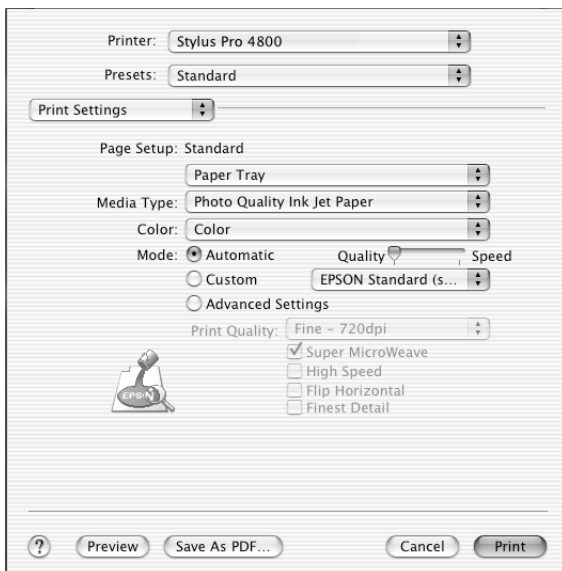 Printer: Stylus Pro 4800
Presets: Standard
Print Settings
Page Setup: Standard
Paper Tray
Media Type: Photo Quality Ink Jet Paper
Color: Color
Mode: Automatic Quality Speed
Custom EPSON Standard (s...
Advanced Settings
Print Quality: Fine – 720dpi
Super MicroWeave
High Speed
Flip Horizontal
Finest Detail
EPSON
? Preview Save As PDF... Cancel Print